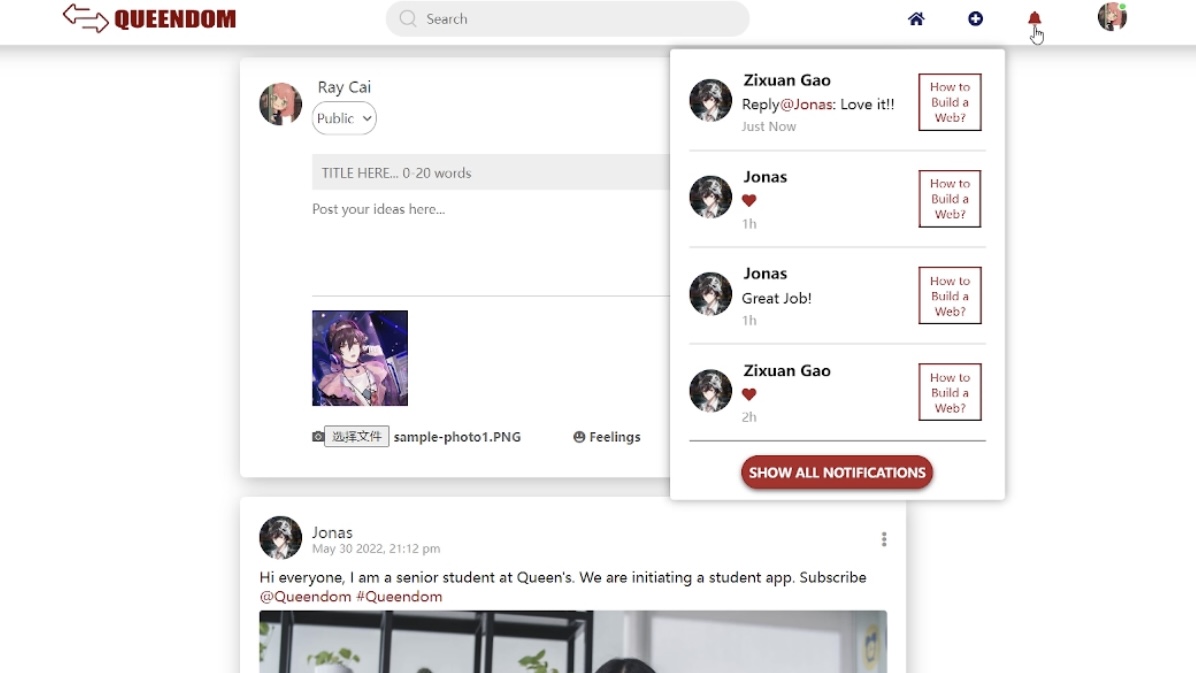 QUEENDOM
Search
Ray Cai
Public
TITLE HERE... 0-20 words
Post your ideas here...
选择文件 sample-photo1.PNG
Feelings
Zixuan Gao
Reply@Jonas: Love it!!
Just Now
How to
Build a
Web?
Jonas
1h
How to
Build a
Web?
Jonas
Great Job!
1h
How to
Build a
Web?
Zixuan Gao
2h
How to
Build a
Web?
SHOW ALL NOTIFICATIONS
Jonas
May 30 2022, 21:12 pm
Hi everyone, I am a senior student at Queen's. We are initiating a student app. Subscribe
@Queendom #Queendom